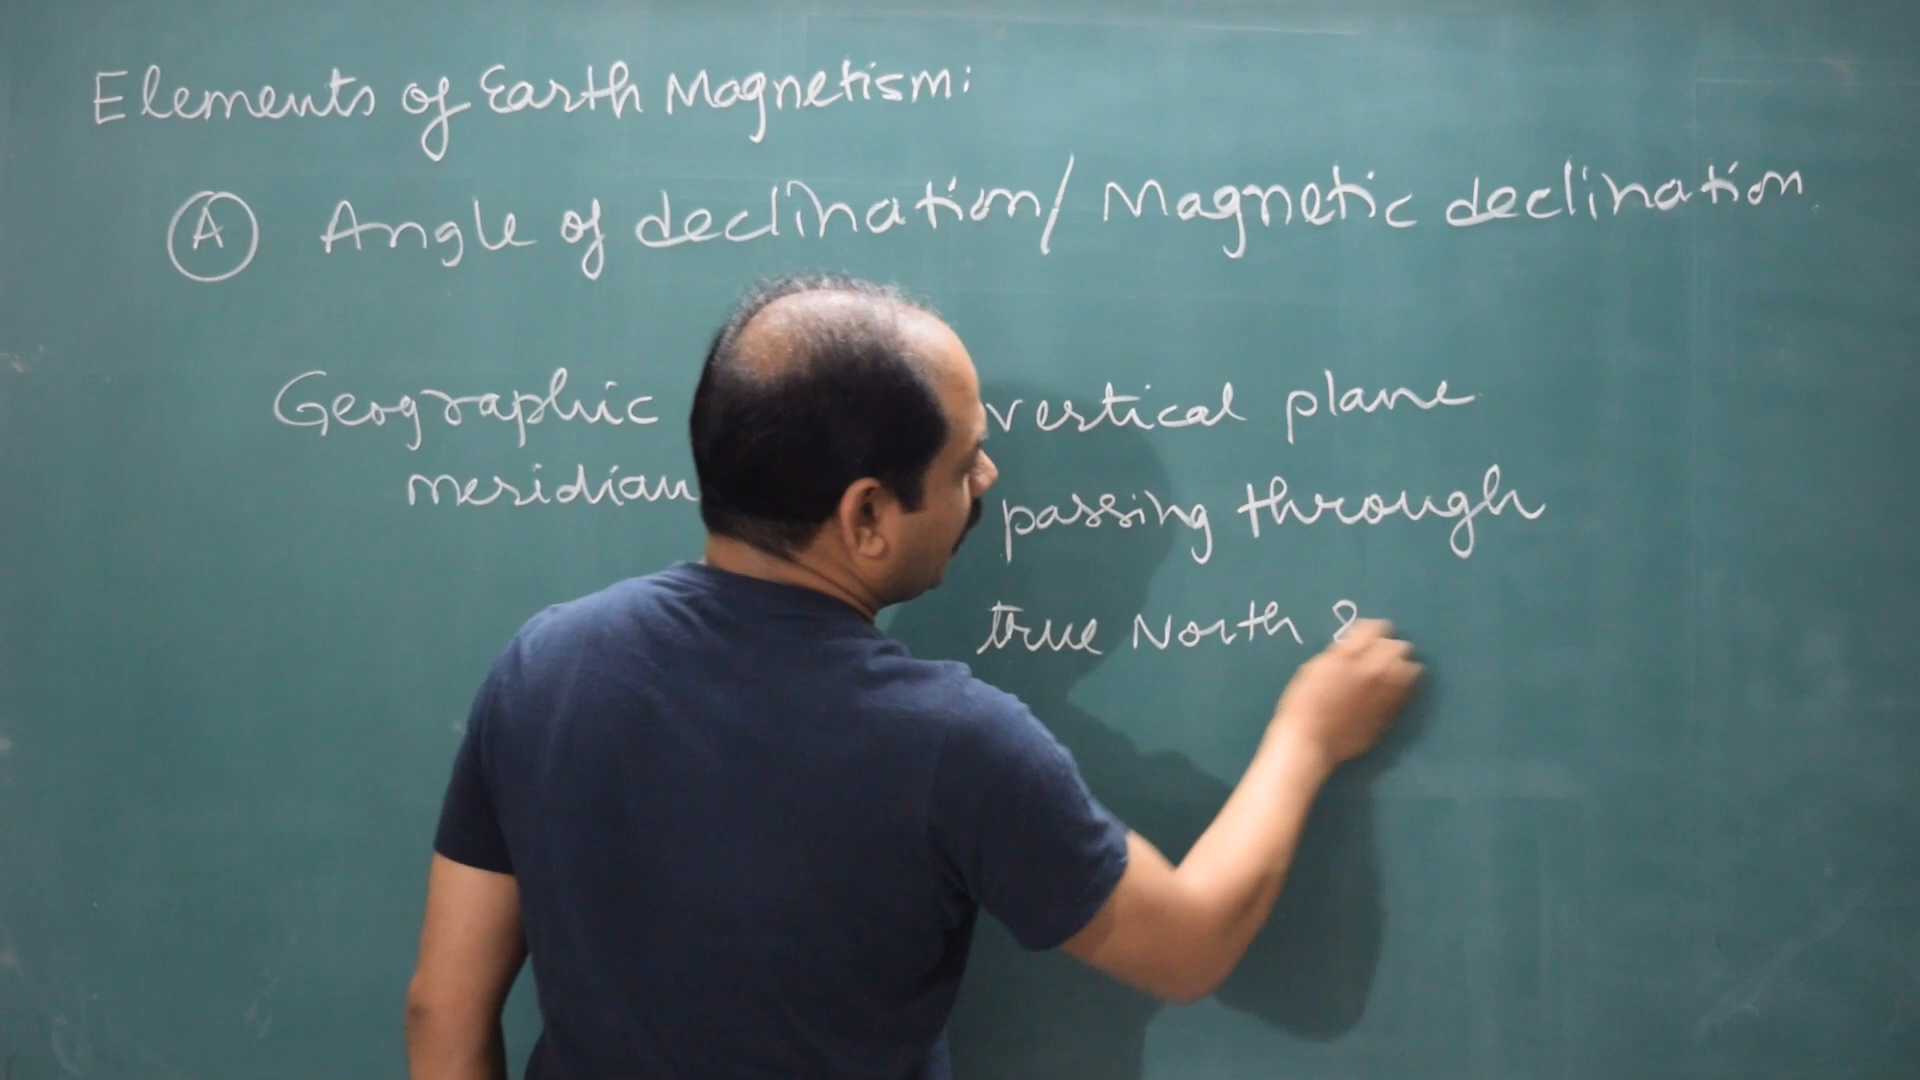 Elements of Earth Magnetism:
A Angle of declination/ Magnetic declination
Geographic vertical plane
meridian passing through
true North &